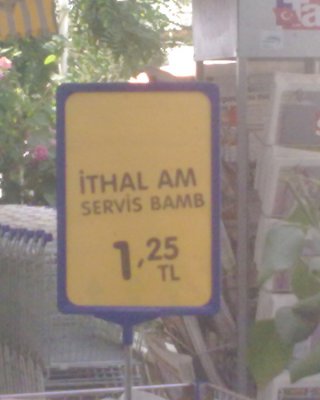 İTHAL AM
SERVİS BAMB
1,25
TL